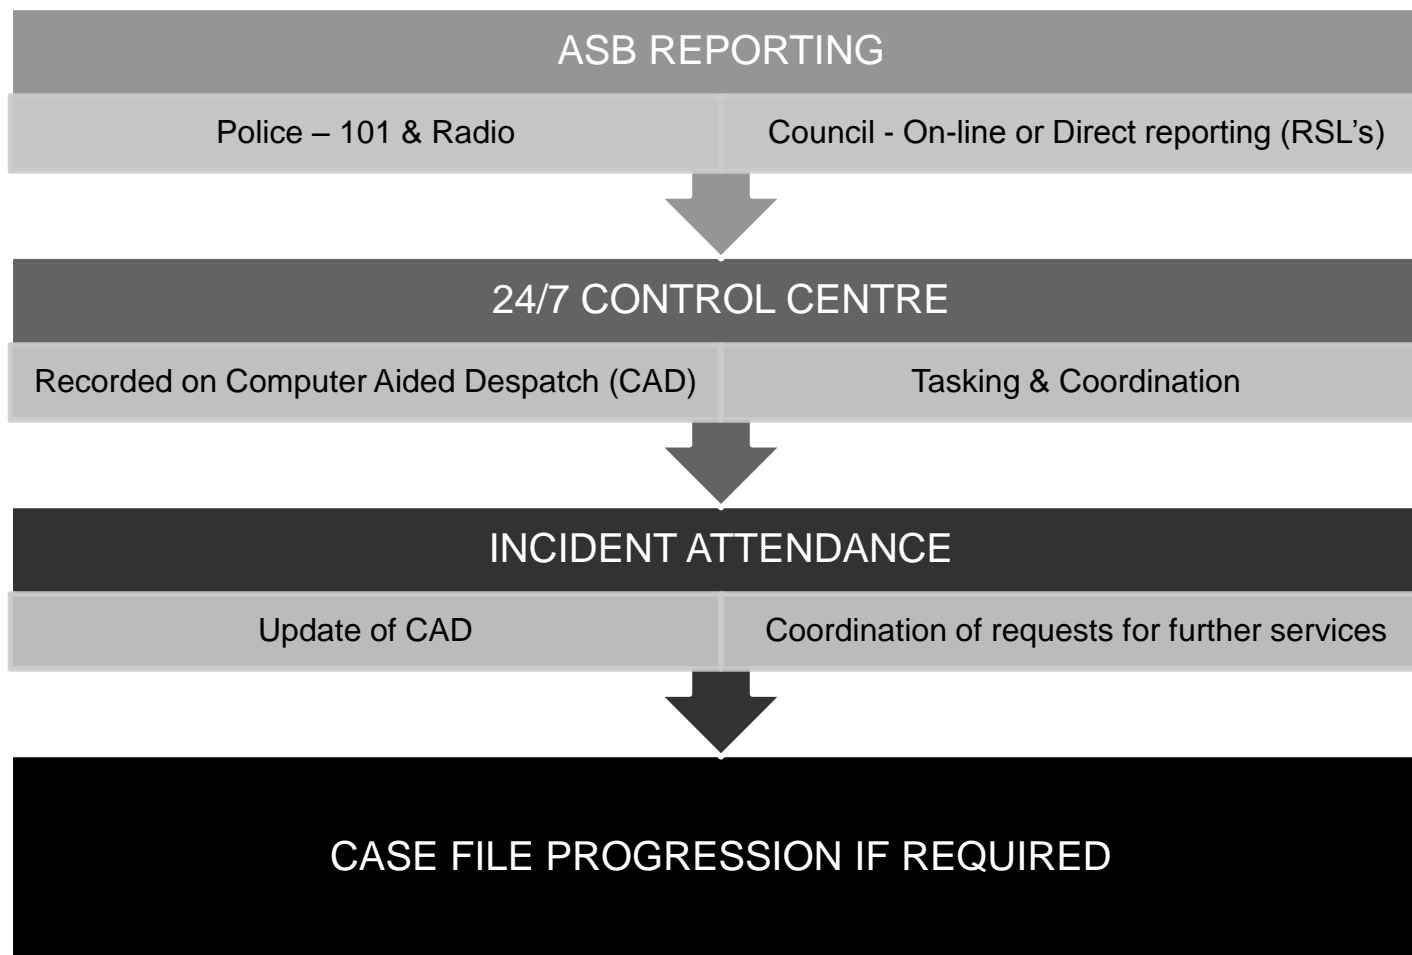 ASB REPORTING
Police – 101 & Radio
Council - On-line or Direct reporting (RSL’s)
24/7 CONTROL CENTRE
Recorded on Computer Aided Despatch (CAD)
Tasking & Coordination
INCIDENT ATTENDANCE
Update of CAD
Coordination of requests for further services
CASE FILE PROGRESSION IF REQUIRED